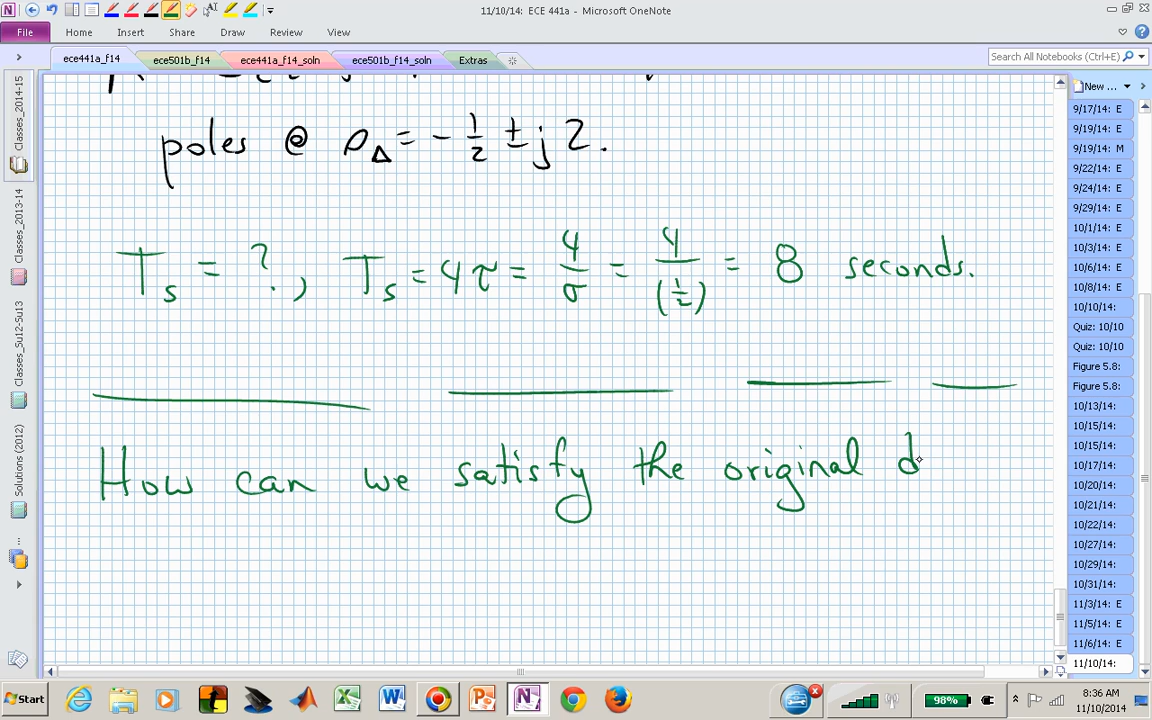 11/10/14: ECE 441a - Microsoft OneNote
File Home Insert Share Draw Review View
ece441a_f14 ece501b_f14 ece441a_f14_soln ece501b_f14_soln Extras
Search All Notebooks (Ctrl+E)
New ...
Classes_2014-15
Classes_2013-14
Classes_Su12-Su13
Solutions (2012)
poles @ ρΔ = - 1/2 ± j 2.
Ts = ?, Ts = 4τ = 4/σ = 4/(1/2) = 8 seconds.
How can we satisfy the original d
9/17/14: E
9/19/14: E
9/19/14: M
9/22/14: E
9/24/14: E
9/29/14: E
10/1/14: E
10/3/14: E
10/6/14: E
10/8/14: E
10/10/14:
Quiz: 10/10
Quiz: 10/10
Figure 5.8:
Figure 5.8:
10/13/14:
10/15/14:
10/15/14:
10/17/14:
10/20/14:
10/21/14:
10/22/14:
10/27/14:
10/29/14:
10/31/14:
11/3/14: E
11/5/14: E
11/6/14: E
11/10/14:
Start
98%
8:36 AM
11/10/2014